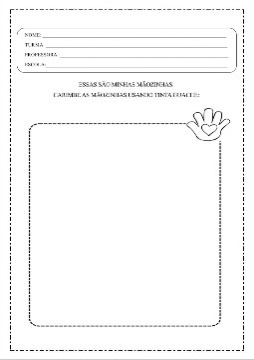 NOME:
TURMA:
PROFESSORA:
ESCOLA:
ESSAS SÃO MINHAS MÃOZINHAS
CARIMBE AS MÃOZINHAS USANDO TINTA GUACHE: